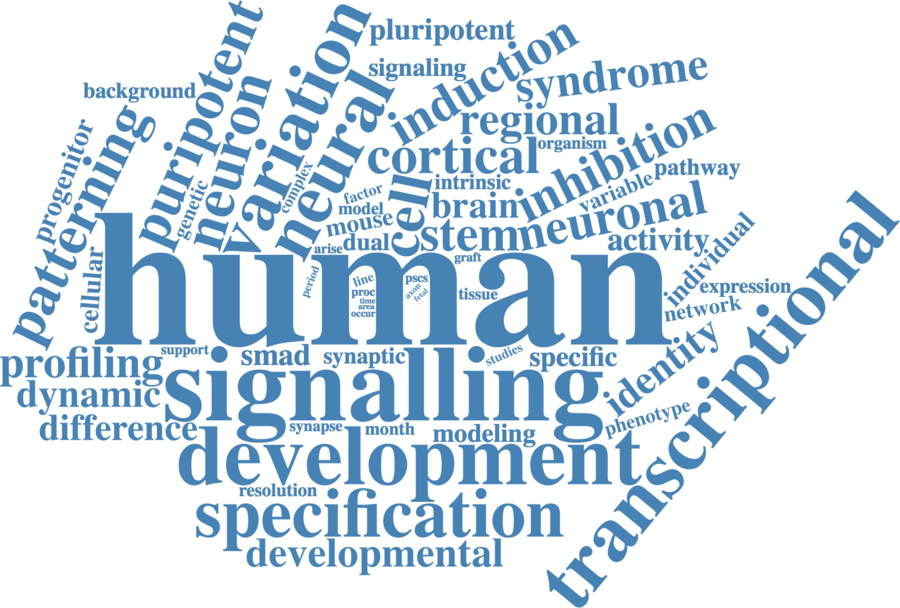 pluripotent
signaling
background
induction
syndrome
puripotent
variation
neuron
neural
patterning
progenitor
regional
organism
cortical
inhibition
pathway
genetic
complex
factor
model
mouse
cell
intrinsic
brain
variable
stem
neuronal
activity
individual
arise
dual
graft
cellular
human
period
line
proc
time
area
occur
pscs
axon
fetal
tissue
expression
network
transcriptional
profiling
support
smad
synaptic
studies
specific
identity
dynamic
signalling
phenotype
difference
synapse
month
modeling
development
resolution
specification
developmental